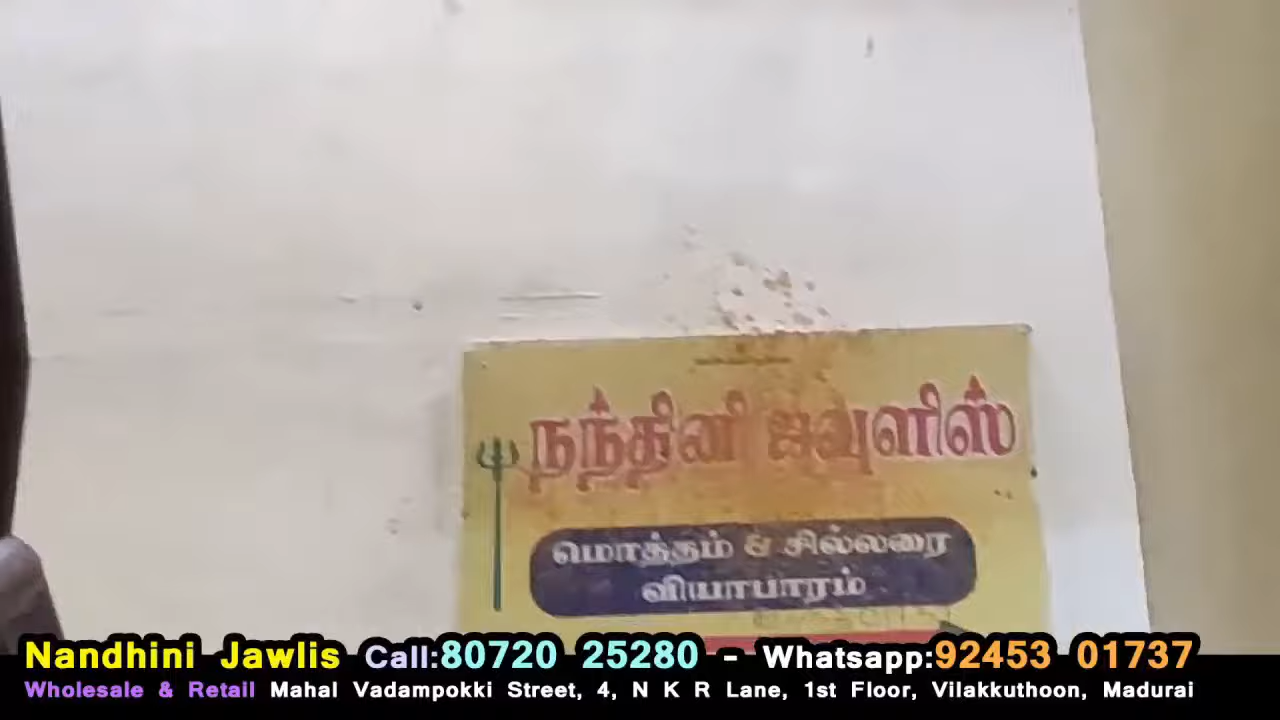 நந்தினி ஜவுளிஸ்
மொத்தம் & சில்லரை
வியாபாரம்
Nandhini Jawlis Call:80720 25280 - Whatsapp:92453 01737
Wholesale & Retail Mahal Vadampokki Street, 4, N K R Lane, 1st Floor, Vilakkuthoon, Madurai